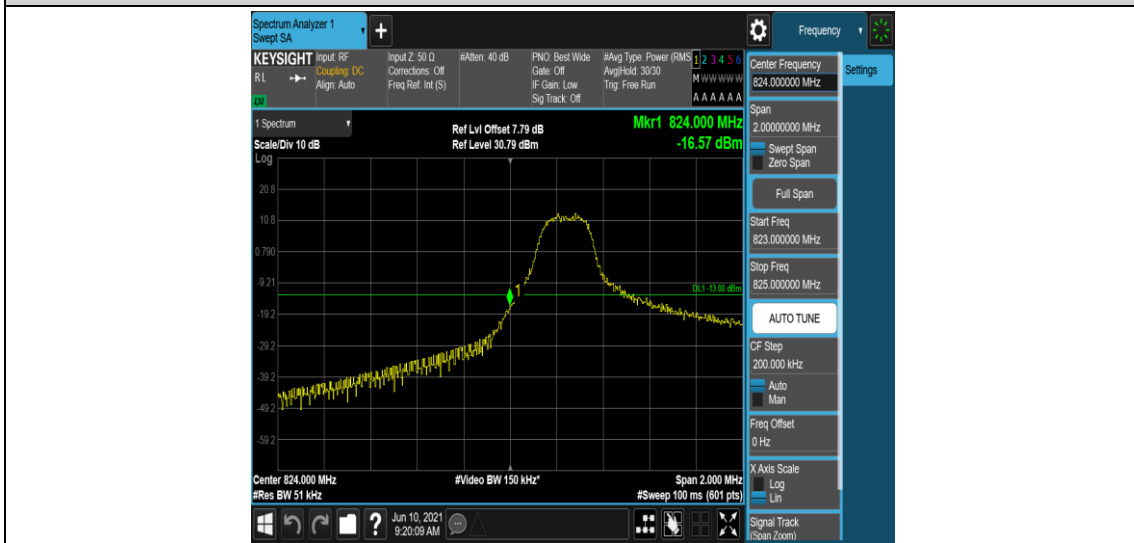 Spectrum Analyzer 1
Swept SA
+
Frequency
KEYSIGHT
RL
Input: RF
Coupling: DC
Align: Auto
Input Z: 50 Ω
Corrections: Off
Freq Ref: Int (S)
#Atten: 40 dB
PNO: Best Wide
Gate: Off
IF Gain: Low
Sig Track: Off
#Avg Type: Power (RMS
Avg|Hold: 30/30
Trig: Free Run
1 2 3 4 5 6
M W W W W W
A A A A A A
1 Spectrum
Scale/Div 10 dB
Ref Lvl Offset 7.79 dB
Ref Level 30.79 dBm
Mkr1 824.000 MHz
-16.57 dBm
Log
20.8
10.8
0.790
-9.21
-19.2
-29.2
-39.2
-49.2
-59.2
1
DL1 -13.00 dBm
Center 824.000 MHz
#Video BW 150 kHz*
Span 2.000 MHz
#Res BW 51 kHz
#Sweep 100 ms (601 pts)
Center Frequency
824.000000 MHz
Settings
Span
2.00000000 MHz
Swept Span
Zero Span
Full Span
Start Freq
823.000000 MHz
Stop Freq
825.000000 MHz
AUTO TUNE
CF Step
200.000 kHz
Auto
Man
Freq Offset
0 Hz
X Axis Scale
Log
Lin
Signal Track
(Span Zoom)
?
Jun 10, 2021
9:20:09 AM